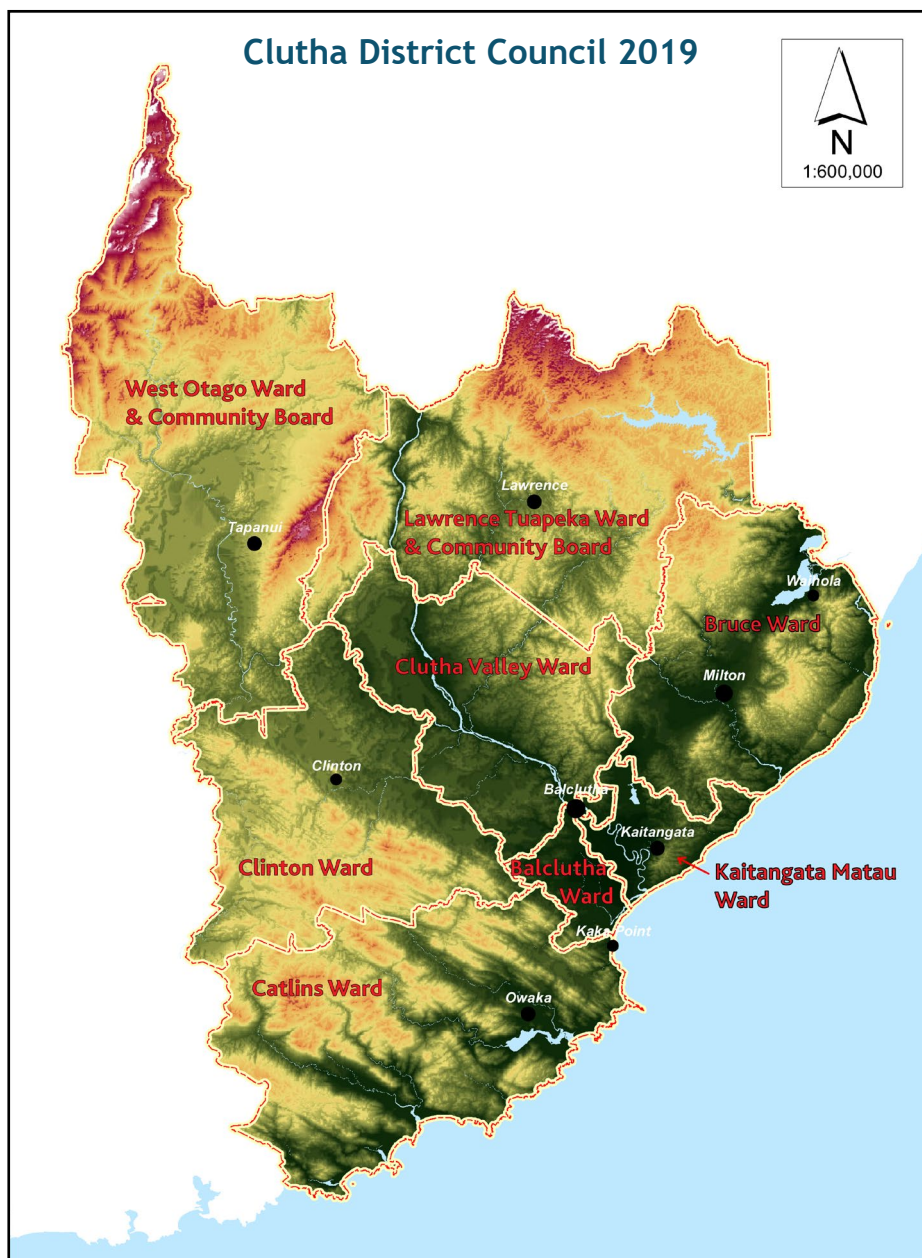 Clutha District Council 2019
N
1:600,000
West Otago Ward
& Community Board
Lawrence
Lawrence Tuapeka Ward
& Community Board
Tapanui
Waihola
Bruce Ward
Clutha Valley Ward
Milton
Clinton
Balclutha
Kaitangata
Clinton Ward
Balclutha
Ward
Kaitangata Matau
Ward
Kaka Point
Catlins Ward
Owaka